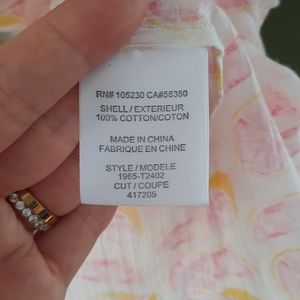 RN# 105230 CA#58350
SHELL / EXTERIEUR
100% COTTON/COTON
MADE IN CHINA
FABRIQUE EN CHINE
STYLE / MODELE
1965-T2402
CUT / COUPE
417205